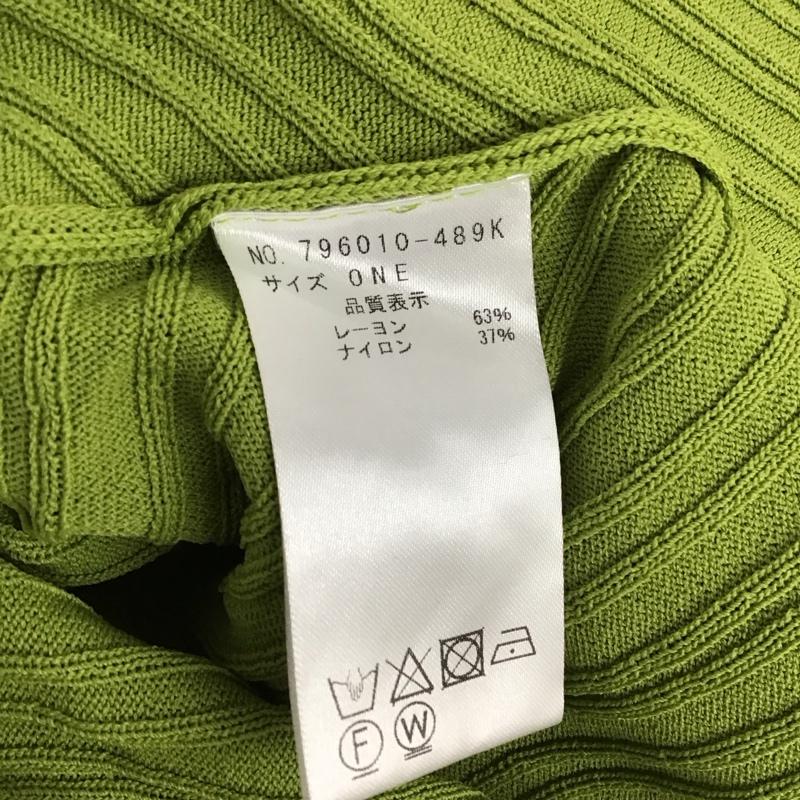 NO. 796010-489K
サイズ ONE
品質表示
レーヨン 63%
ナイロン 37%
F W